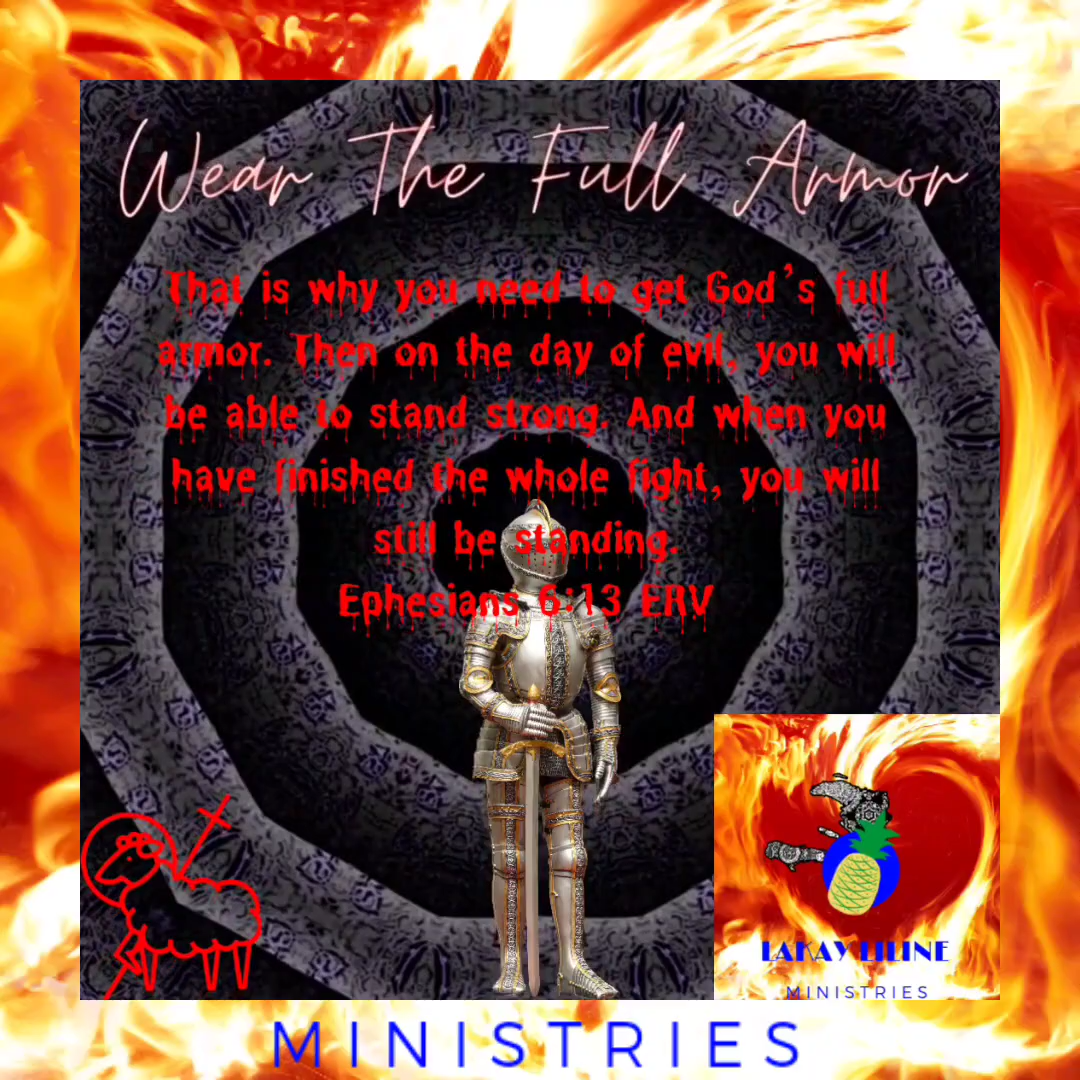 Wear The Full Armor
That is why you need to get God's full
armor. Then on the day of evil, you will
be able to stand strong. And when you
have finished the whole fight, you will
still be standing.
Ephesians 6:13 ERV
LAKAY LILINE
MINISTRIES
MINISTRIES